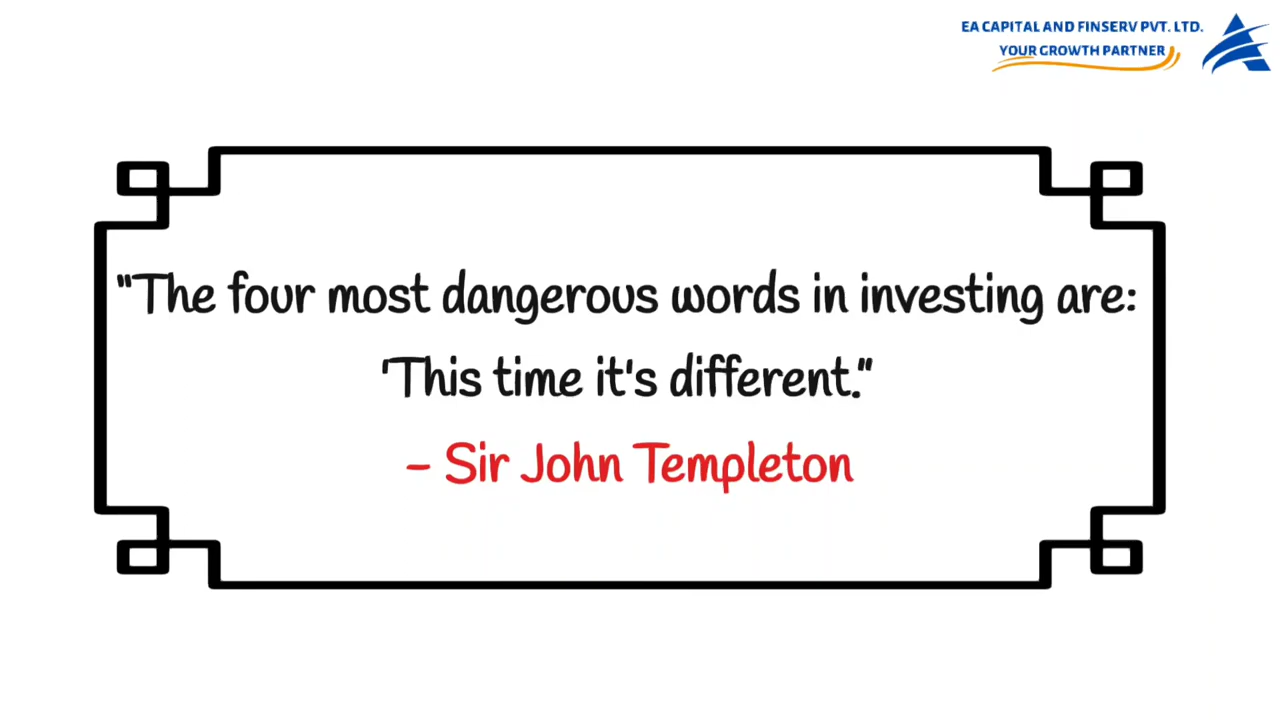 EA CAPITAL AND FINSERV PVT. LTD.
YOUR GROWTH PARTNER
"The four most dangerous words in investing are:
'This time it's different."
- Sir John Templeton